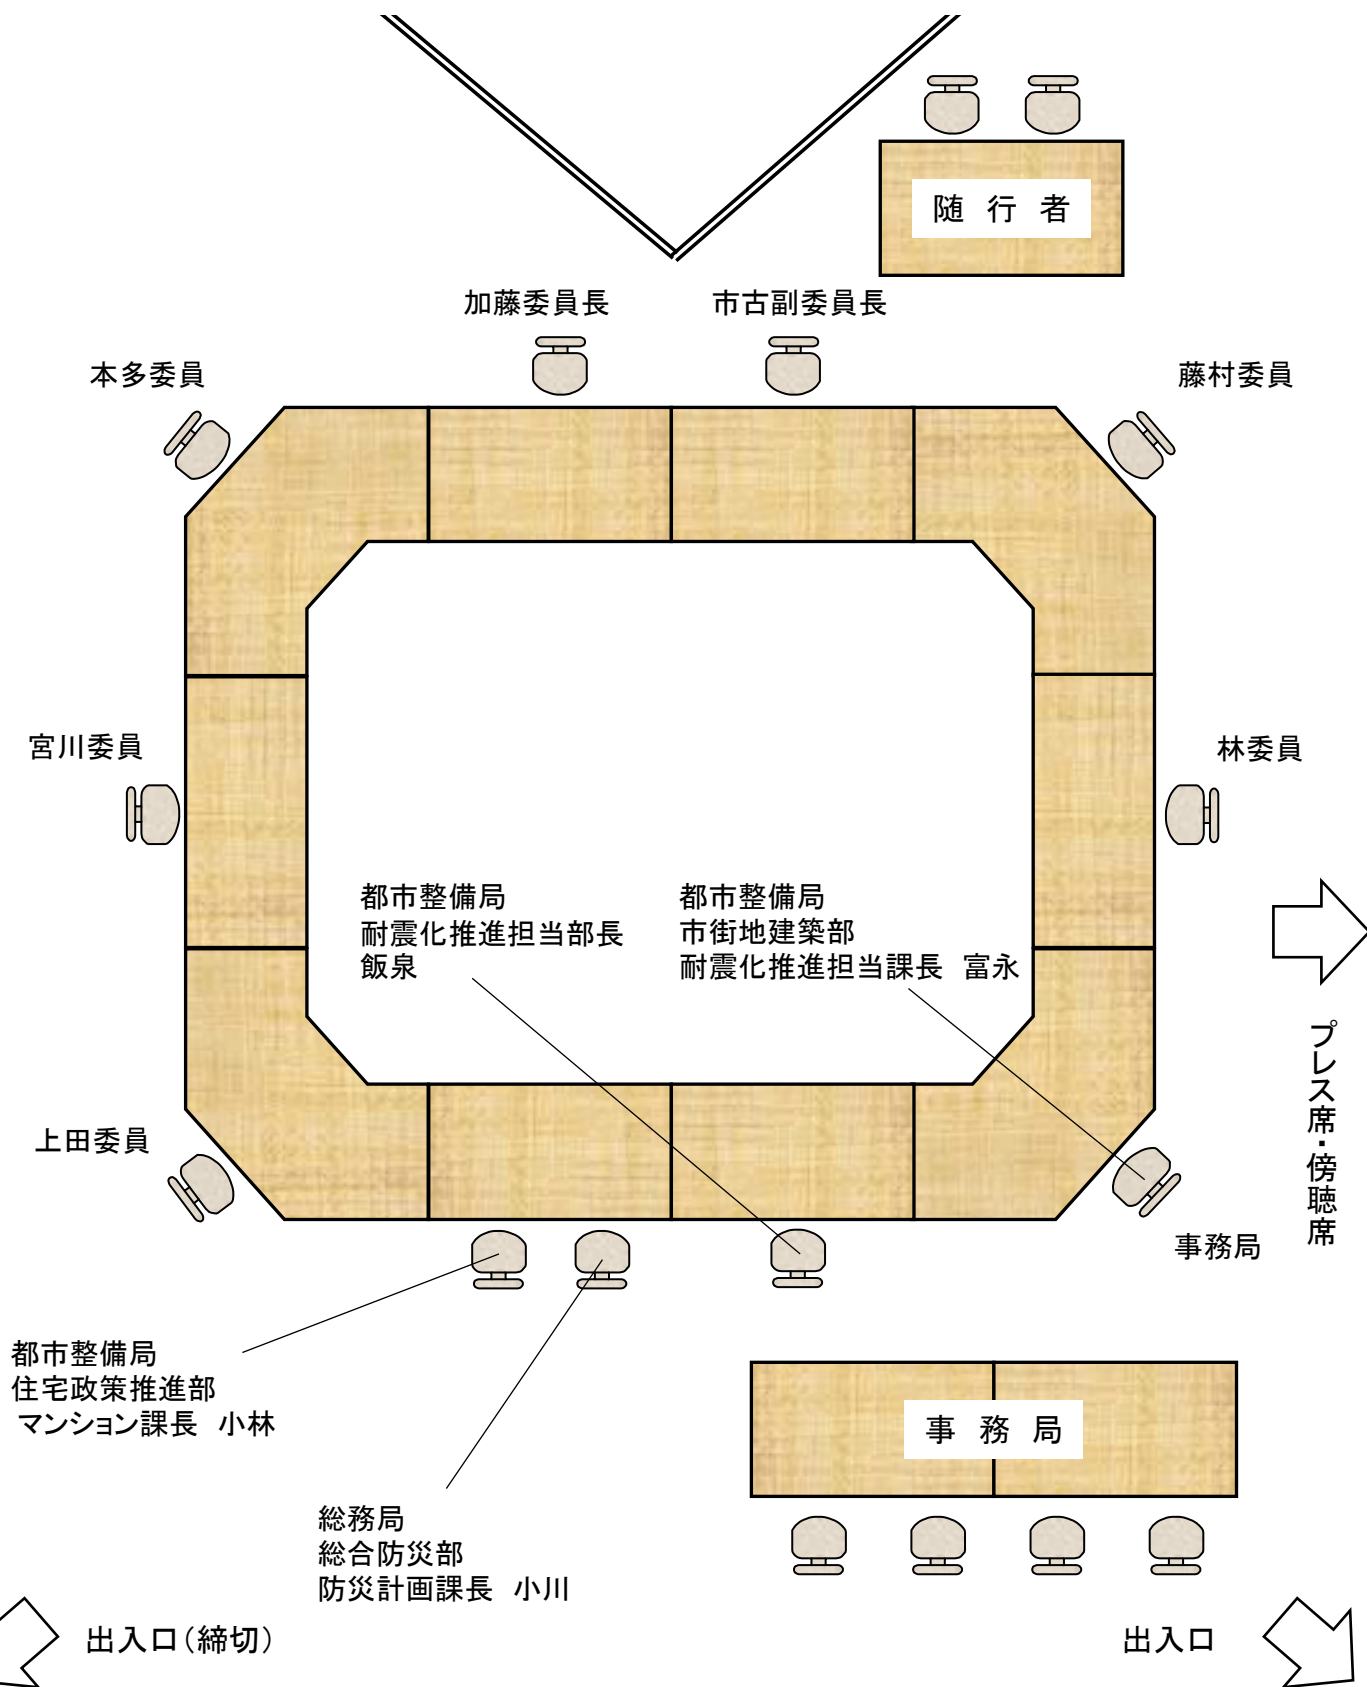 随 行 者
加藤委員長
市古副委員長
本多委員
藤村委員
宮川委員
林委員
都市整備局
耐震化推進担当部長
飯泉
都市整備局
市街地建築部
耐震化推進担当課長 富永
プレス席・傍聴席
上田委員
事務局
都市整備局
住宅政策推進部
マンション課長 小林
事 務 局
総務局
総合防災部
防災計画課長 小川
出入口（締切）
出入口